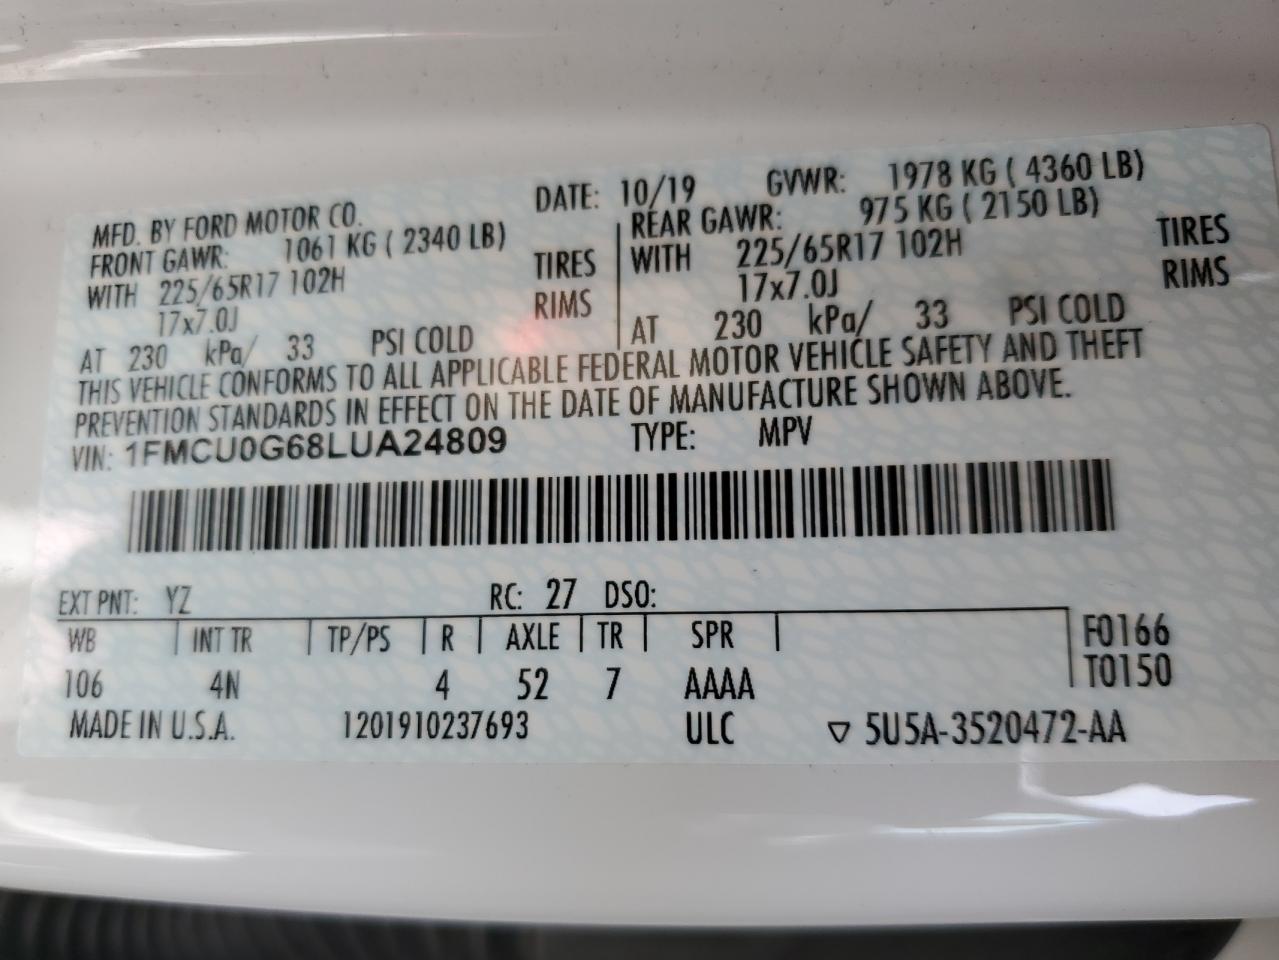 MFD. BY FORD MOTOR CO. DATE: 10/19 GVWR: 1978 KG ( 4360 LB)
FRONT GAWR: 1061 KG ( 2340 LB) REAR GAWR: 975 KG ( 2150 LB)
WITH 225/65R17 102H TIRES WITH 225/65R17 102H TIRES
17x7.0J RIMS 17x7.0J RIMS
AT 230 kPa/ 33 PSI COLD AT 230 kPa/ 33 PSI COLD
THIS VEHICLE CONFORMS TO ALL APPLICABLE FEDERAL MOTOR VEHICLE SAFETY AND THEFT
PREVENTION STANDARDS IN EFFECT ON THE DATE OF MANUFACTURE SHOWN ABOVE.
VIN: 1FMCU0G68LUA24809 TYPE: MPV
EXT PNT: YZ RC: 27 DSO:
WB INT TR TP/PS R AXLE TR SPR F0166
106 4N 4 52 7 AAAA T0150
MADE IN U.S.A. 1201910237693 ULC ▽ 5U5A-3520472-AA